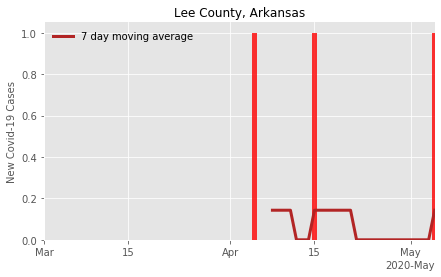 Lee County, Arkansas
7 day moving average
New Covid-19 Cases
1.0
0.8
0.6
0.4
0.2
0.0
Mar
15
Apr
15
May
2020-May